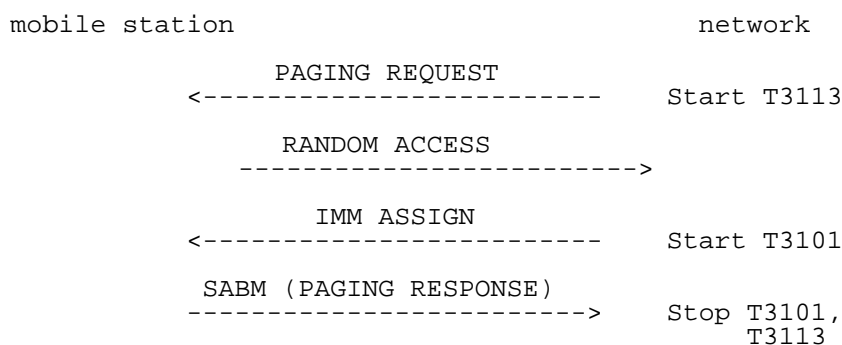 mobile station network
PAGING REQUEST
<------------------------- Start T3113
RANDOM ACCESS
------------------------->
IMM ASSIGN
<------------------------- Start T3101
SABM (PAGING RESPONSE)
-------------------------> Stop T3101,
T3113